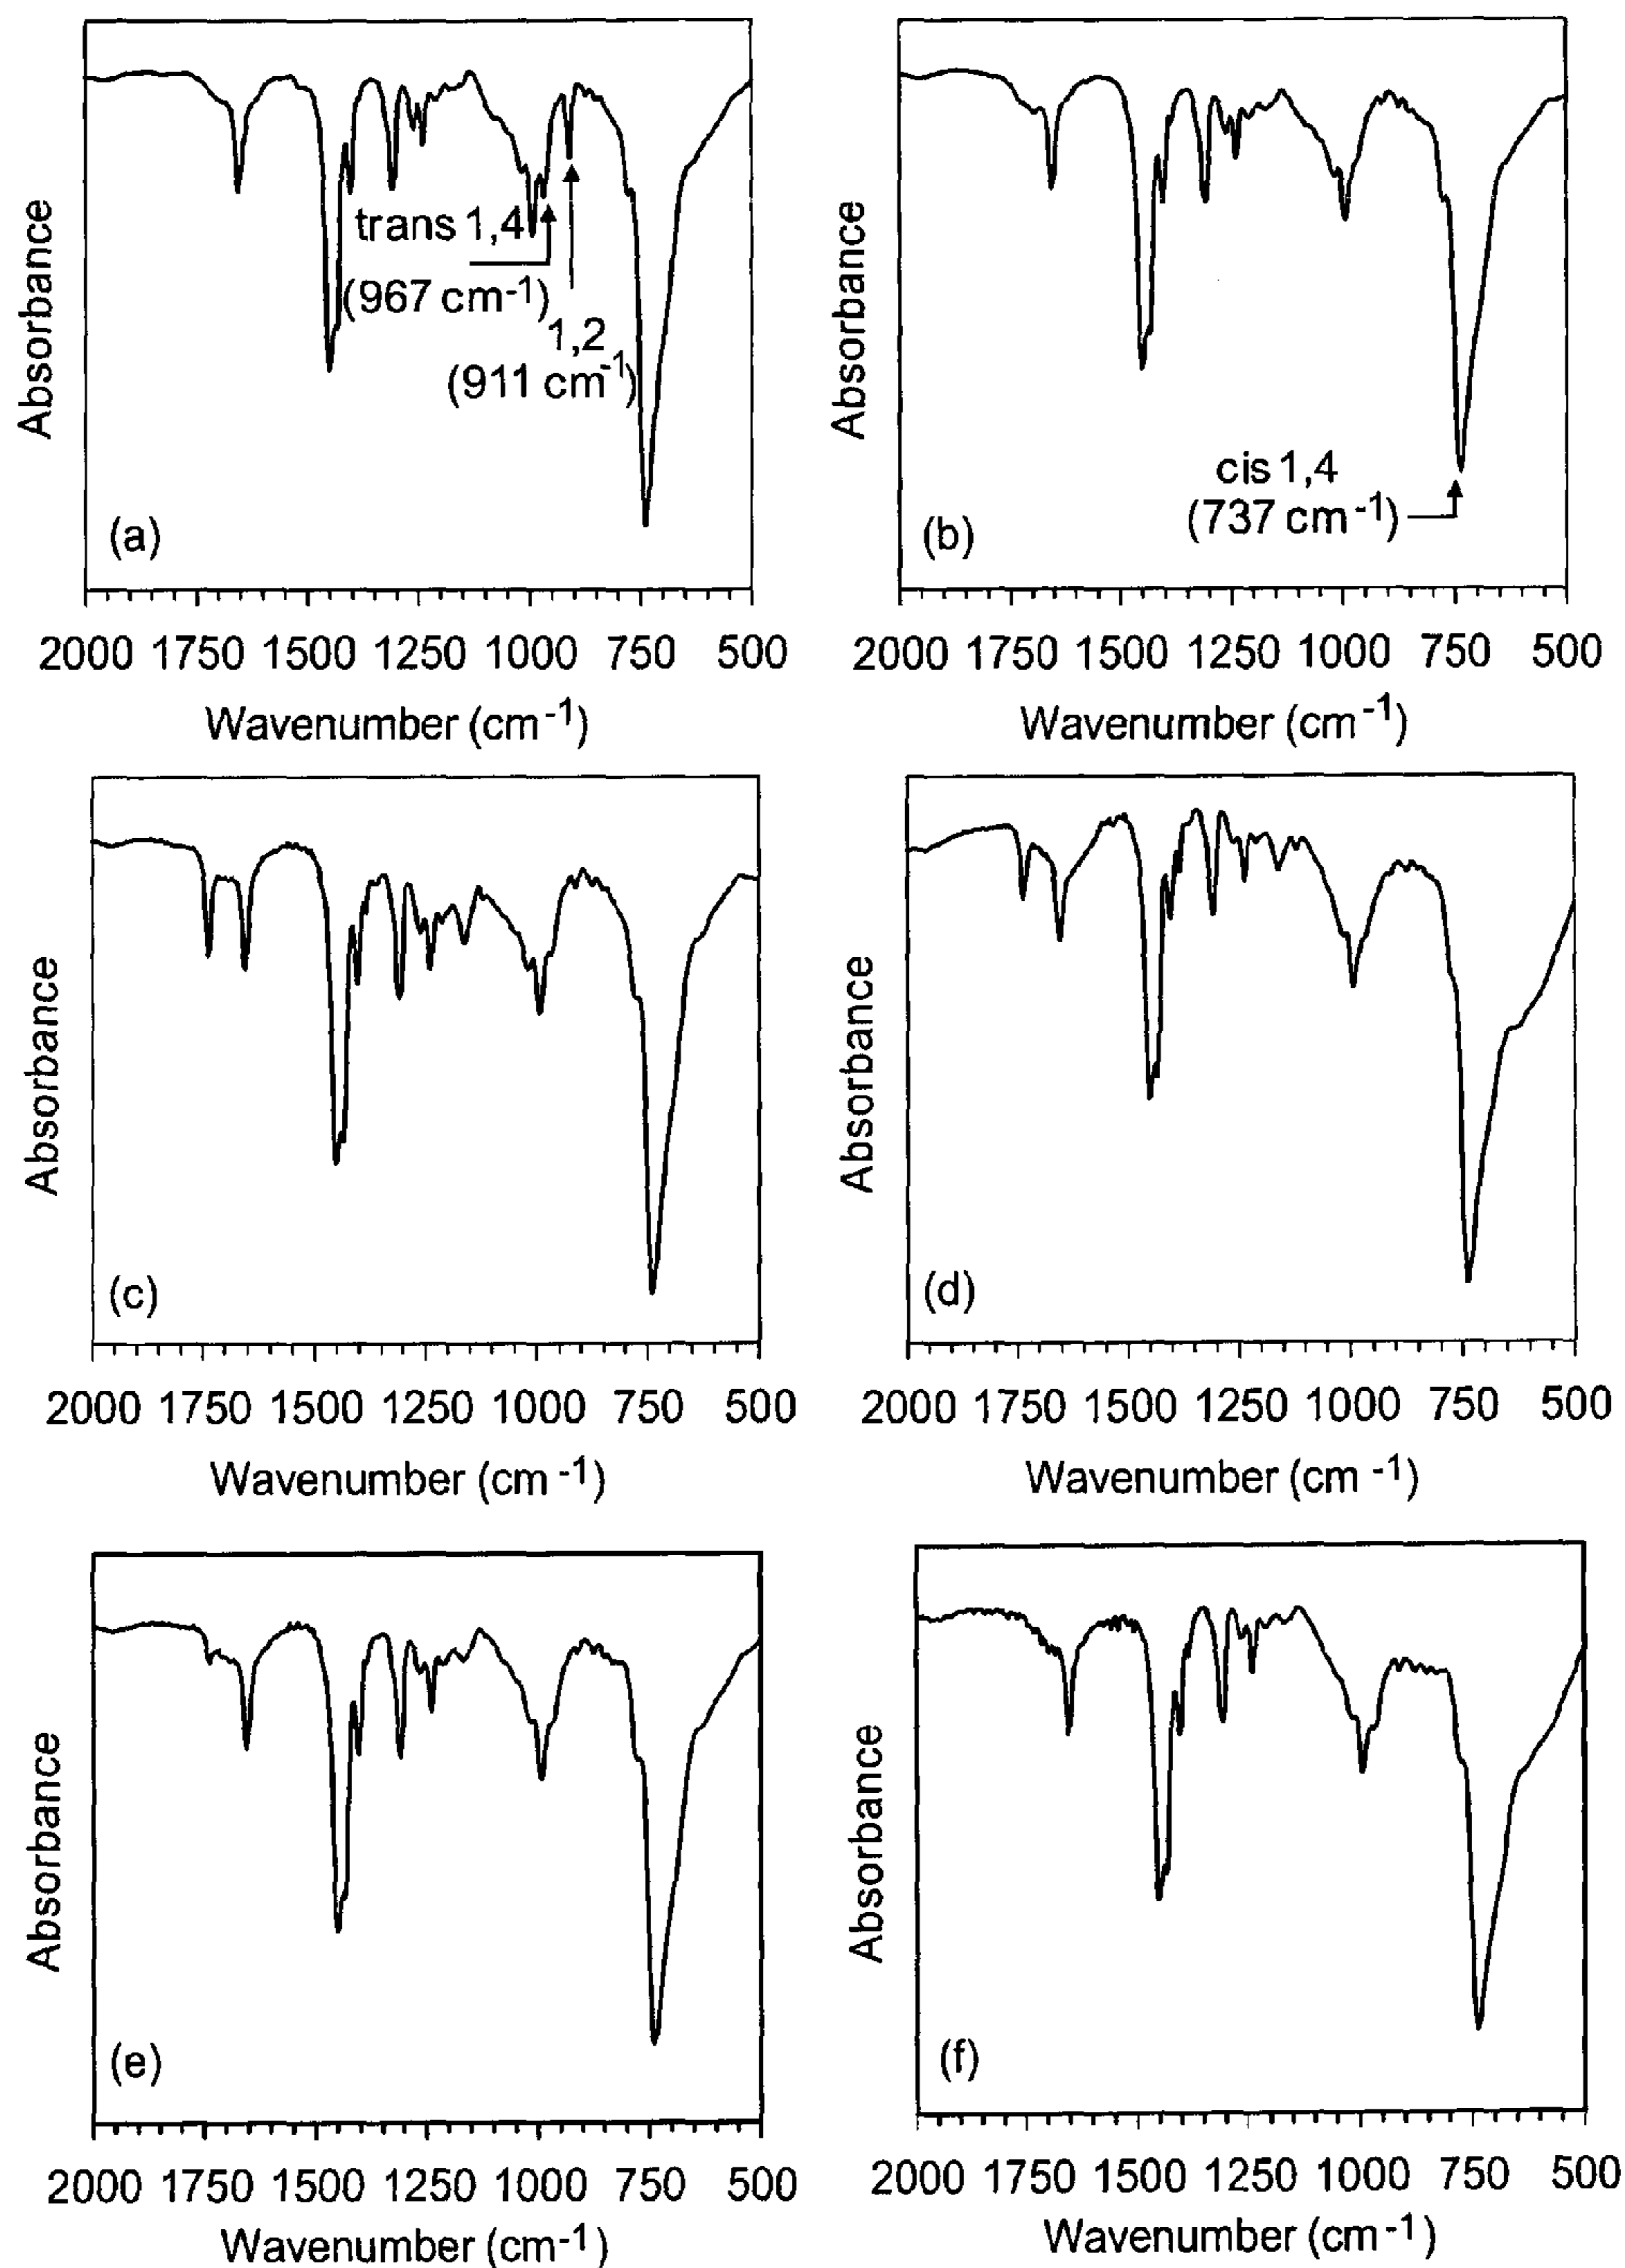 Absorbance
trans 1,4
(967 cm-1)
1,2
(911 cm-1)
(a)
2000 1750 1500 1250 1000 750 500
Wavenumber (cm-1)
Absorbance
cis 1,4
(737 cm-1)
(b)
2000 1750 1500 1250 1000 750 500
Wavenumber (cm-1)
Absorbance
(c)
2000 1750 1500 1250 1000 750 500
Wavenumber (cm-1)
Absorbance
(d)
2000 1750 1500 1250 1000 750 500
Wavenumber (cm-1)
Absorbance
(e)
2000 1750 1500 1250 1000 750 500
Wavenumber (cm-1)
Absorbance
(f)
2000 1750 1500 1250 1000 750 500
Wavenumber (cm-1)